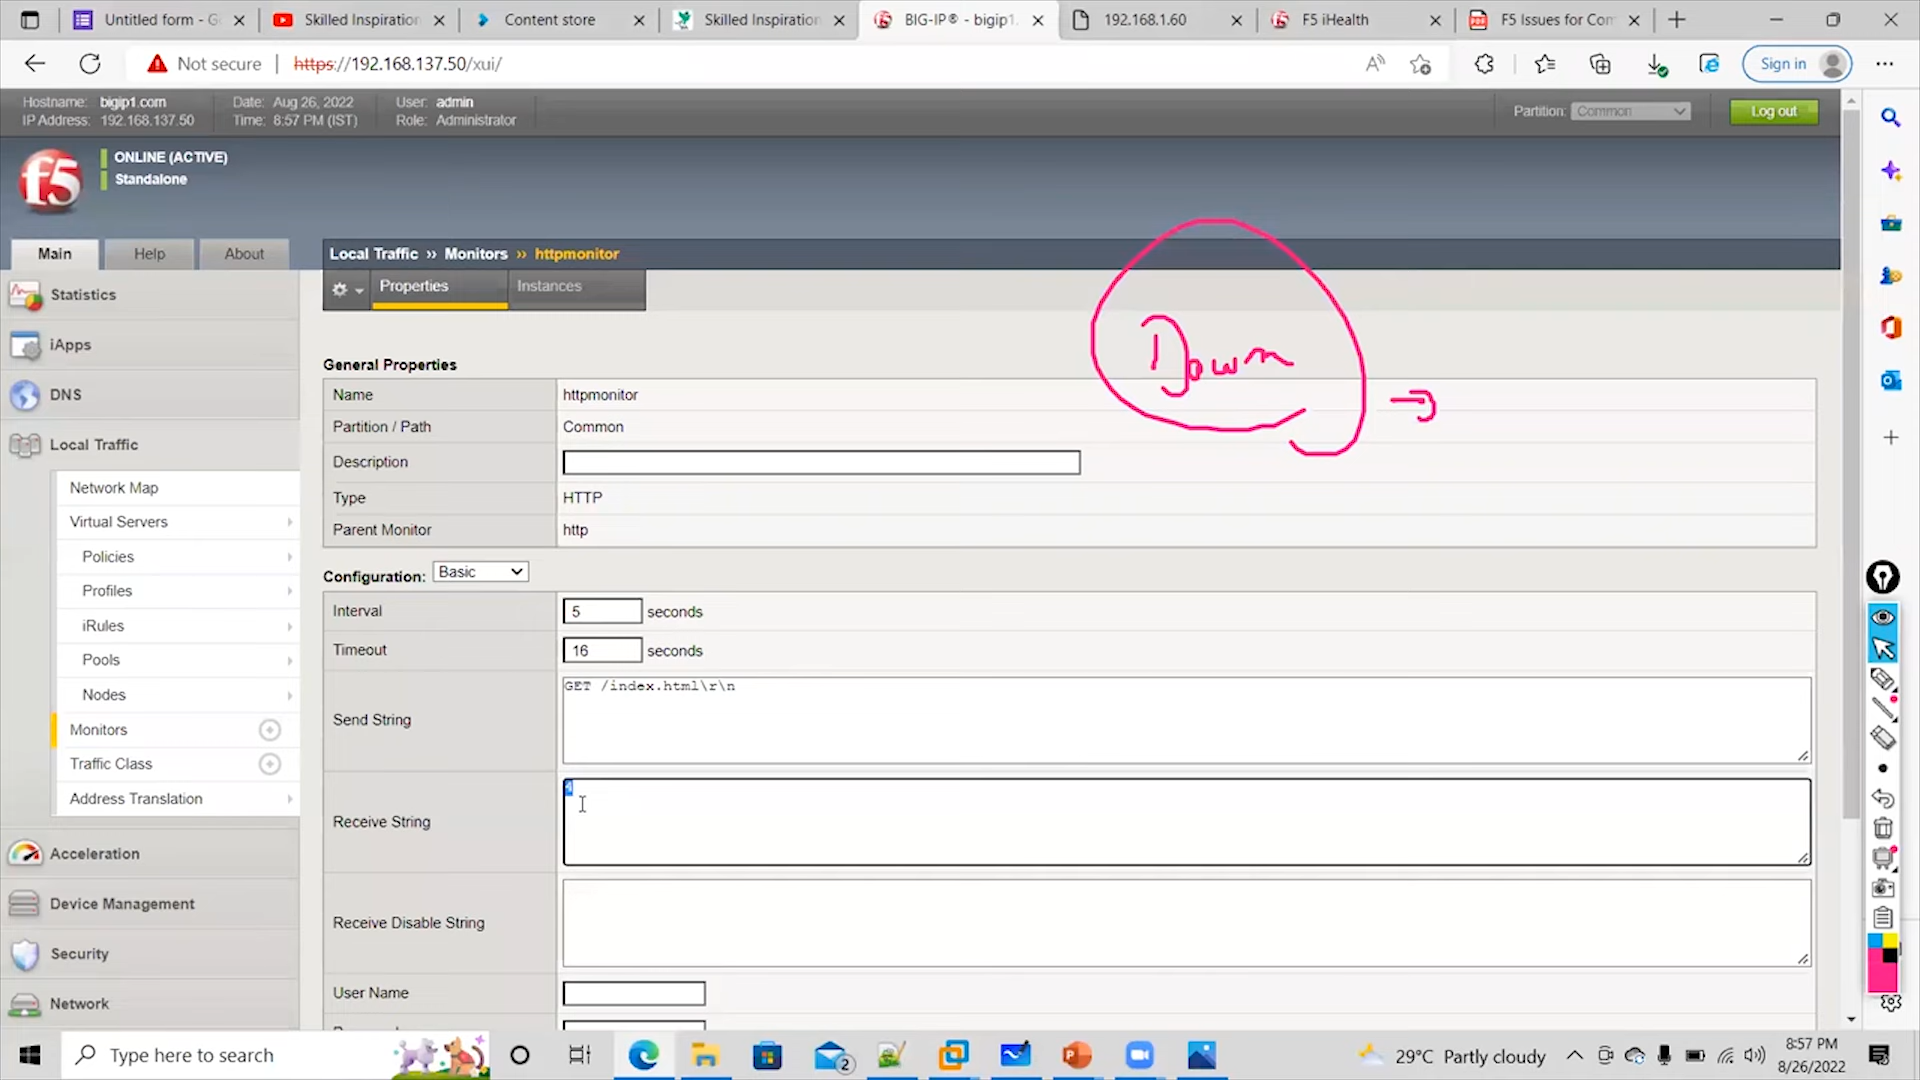 Untitled form - G
Skilled Inspiration
Content store
Skilled Inspiration
BIG-IP® - bigip1.
192.168.1.60
F5 iHealth
F5 Issues for Com
Not secure
https://192.168.137.50/xui/
Sign in
Hostname: bigip1.com
Date: Aug 26, 2022
User: admin
IP Address: 192.168.137.50
Time: 8:57 PM (IST)
Role: Administrator
Partition: Common
Log out
f5
ONLINE (ACTIVE)
Standalone
Main
Help
About
Local Traffic ›› Monitors ›› httpmonitor
Properties
Instances
Statistics
iApps
DNS
Local Traffic
Network Map
Virtual Servers
Policies
Profiles
iRules
Pools
Nodes
Monitors
Traffic Class
Address Translation
Acceleration
Device Management
Security
Network
Down
General Properties
Name httpmonitor
Partition / Path Common
Description
Type HTTP
Parent Monitor http
Configuration: Basic
Interval 5 seconds
Timeout 16 seconds
Send String GET /index.html\r\n
Receive String
Receive Disable String
User Name
Type here to search
2
29°C Partly cloudy
8:57 PM
8/26/2022